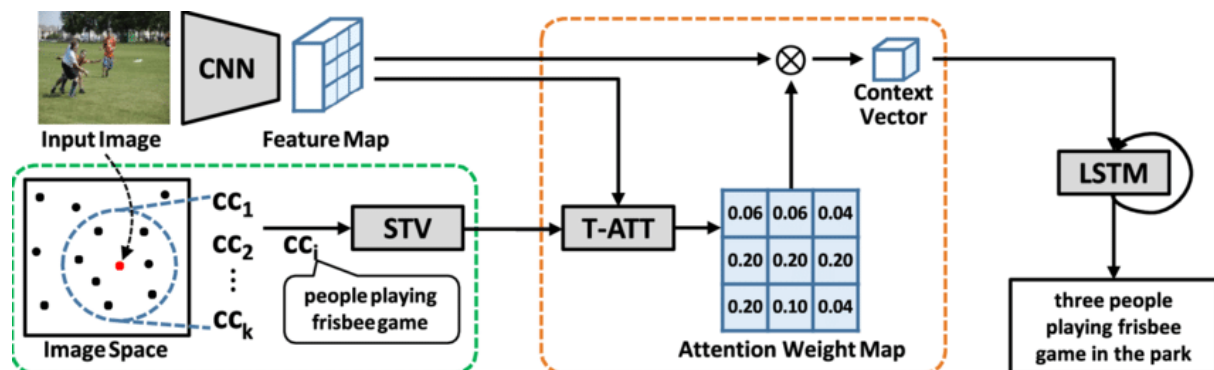 CNN
Input Image
Feature Map
Context
Vector
LSTM
CC1
CC2
⋮
CCk
CCi
STV
T-ATT
people playing
frisbee game
0.06 0.06 0.04
0.20 0.20 0.20
0.20 0.10 0.04
Image Space
Attention Weight Map
three people
playing frisbee
game in the park